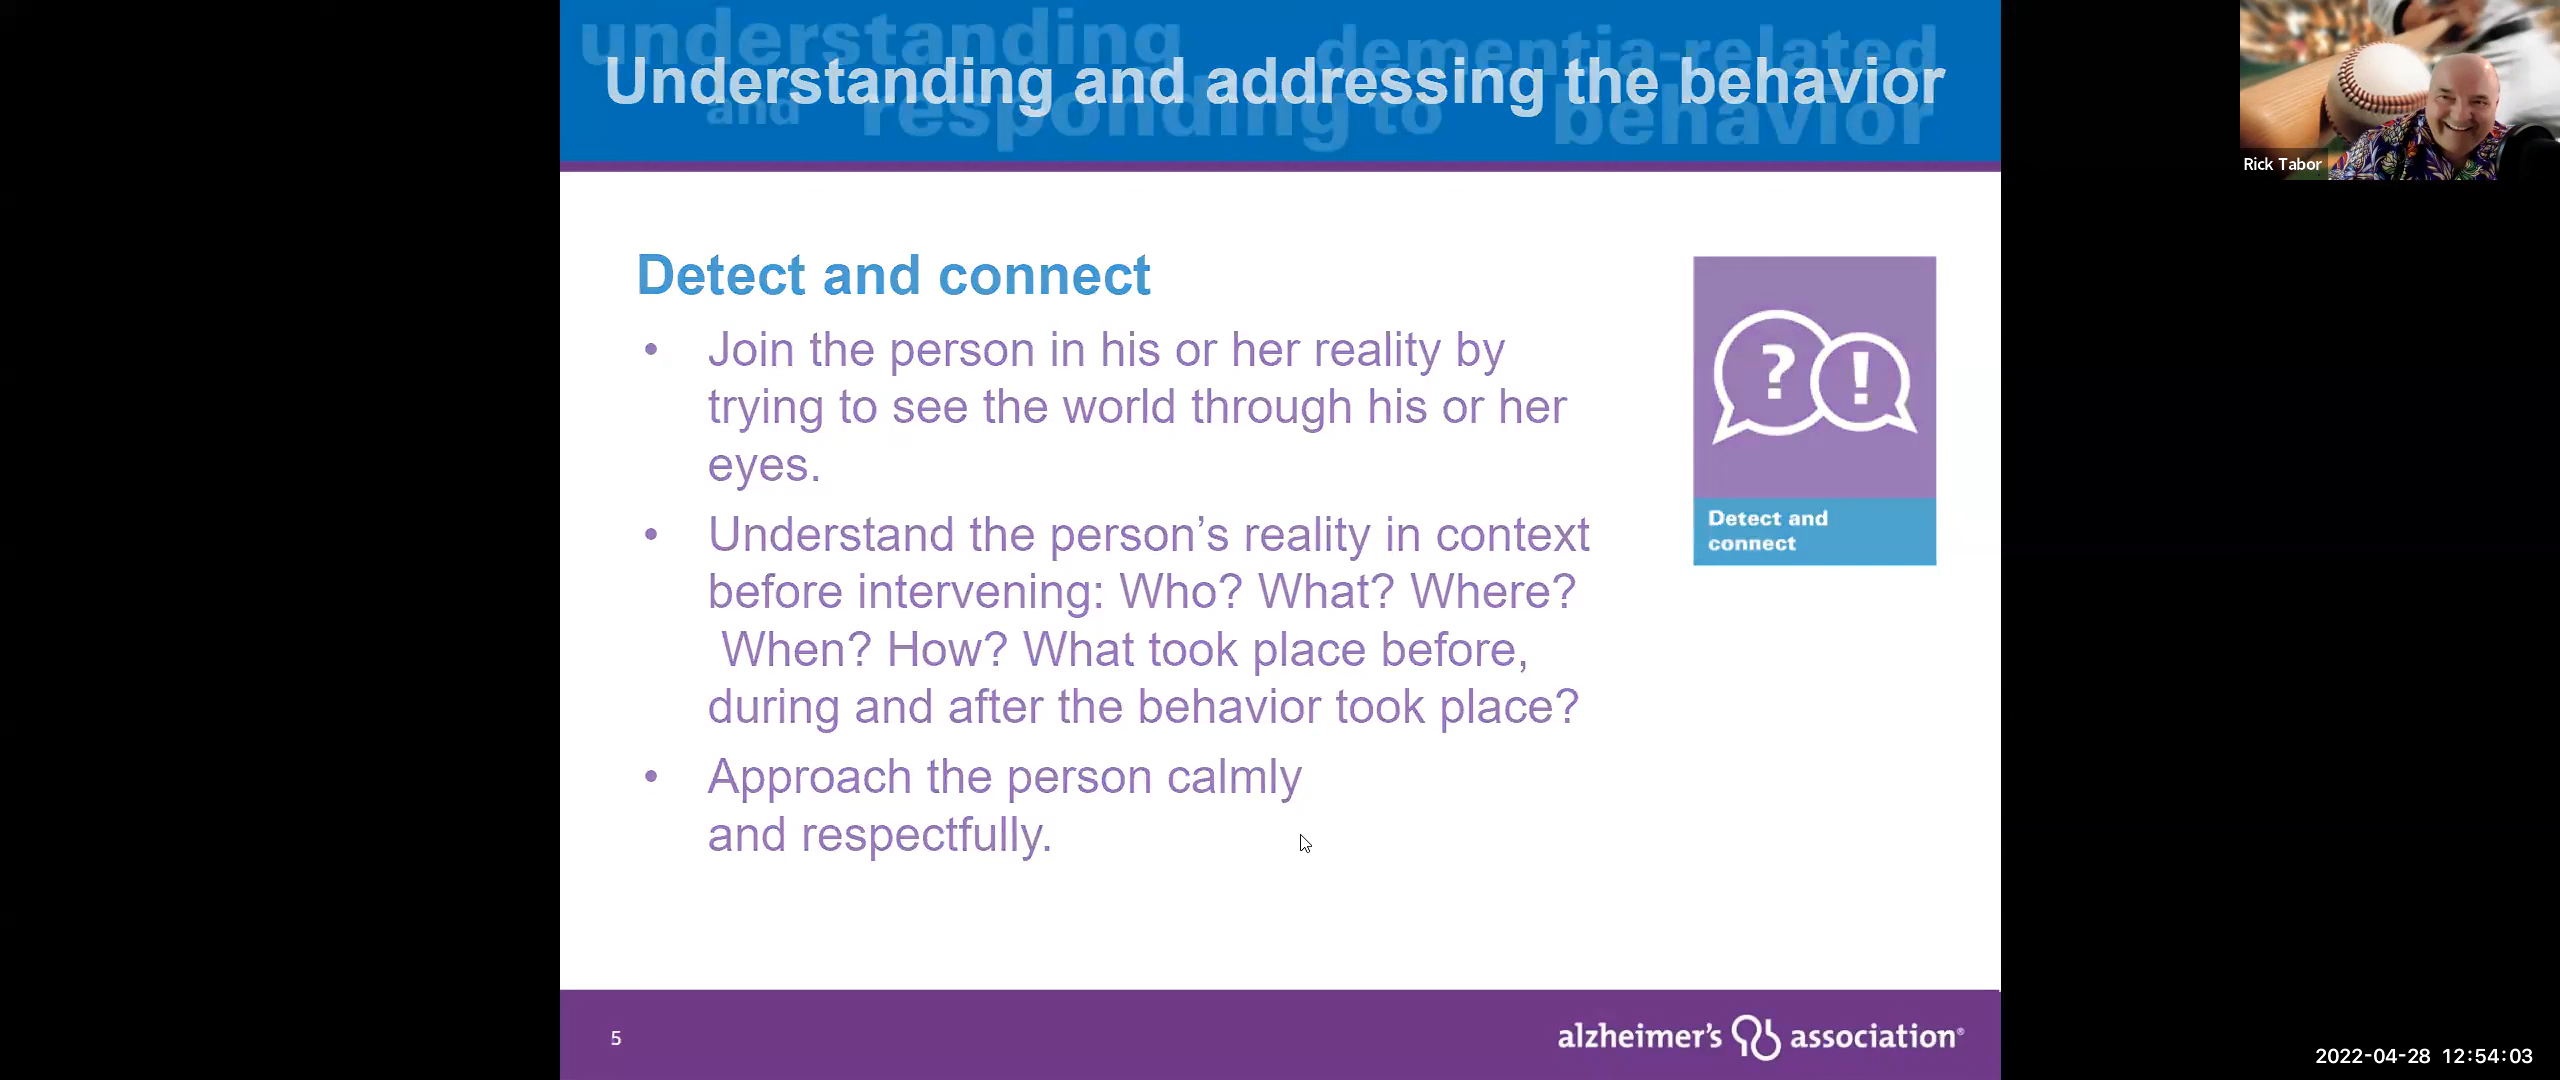 understanding
dementia-related
and responding to
behavior
Understanding and addressing the behavior
Rick Tabor
Detect and connect
• Join the person in his or her reality by
trying to see the world through his or her
eyes.
• Understand the person’s reality in context
before intervening: Who? What? Where?
When? How? What took place before,
during and after the behavior took place?
• Approach the person calmly
and respectfully.
? !
Detect and
connect
5
alzheimer's association®
2022-04-28 12:54:03